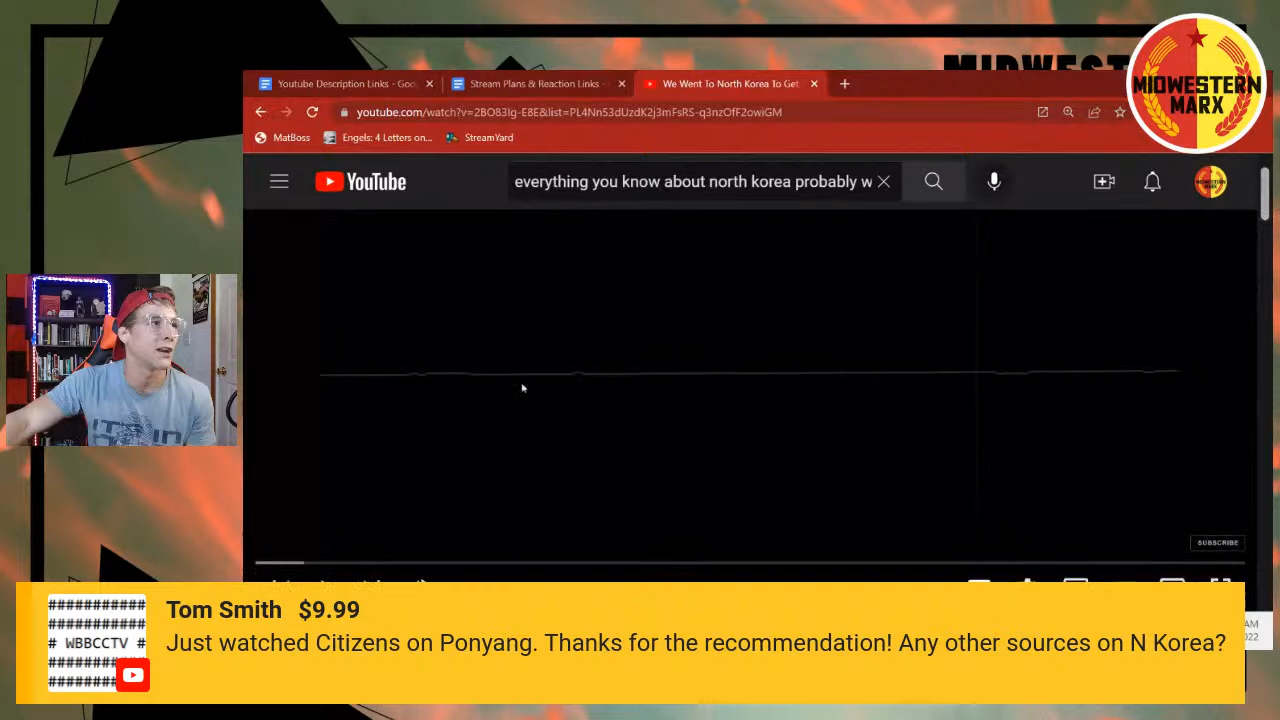 MIDWESTERN
MARX
Youtube Description Links - Goo
Stream Plans & Reaction Links -
We Went To North Korea To Get
youtube.com/watch?v=2BO83Ig-E8E&list=PL4Nn53dUzdK2j3mFsRS-q3nzOfF2owiGM
MatBoss
Engels: 4 Letters on...
StreamYard
YouTube
everything you know about north korea probably w
SUBSCRIBE
AM
2022
###########
###########
# WBBCCTV #
Tom Smith $9.99
Just watched Citizens on Ponyang. Thanks for the recommendation! Any other sources on N Korea?